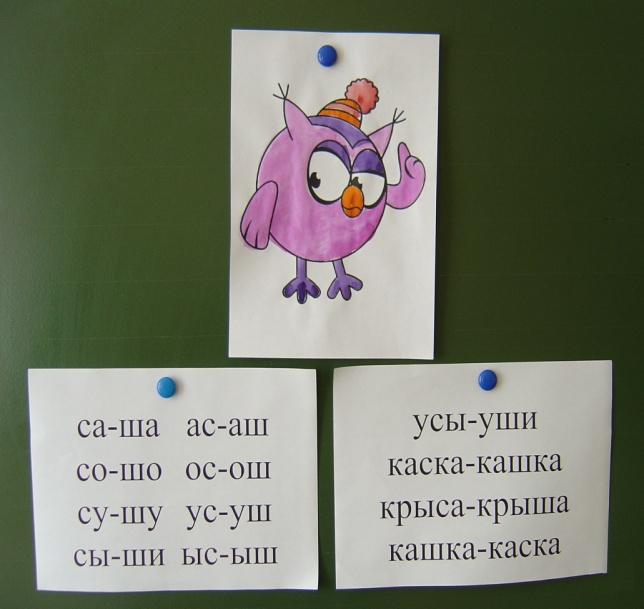 са-ша ас-аш
со-шо ос-ош
су-шу ус-уш
сы-ши ыс-ыш
усы-уши
каска-кашка
крыса-крыша
кашка-каска